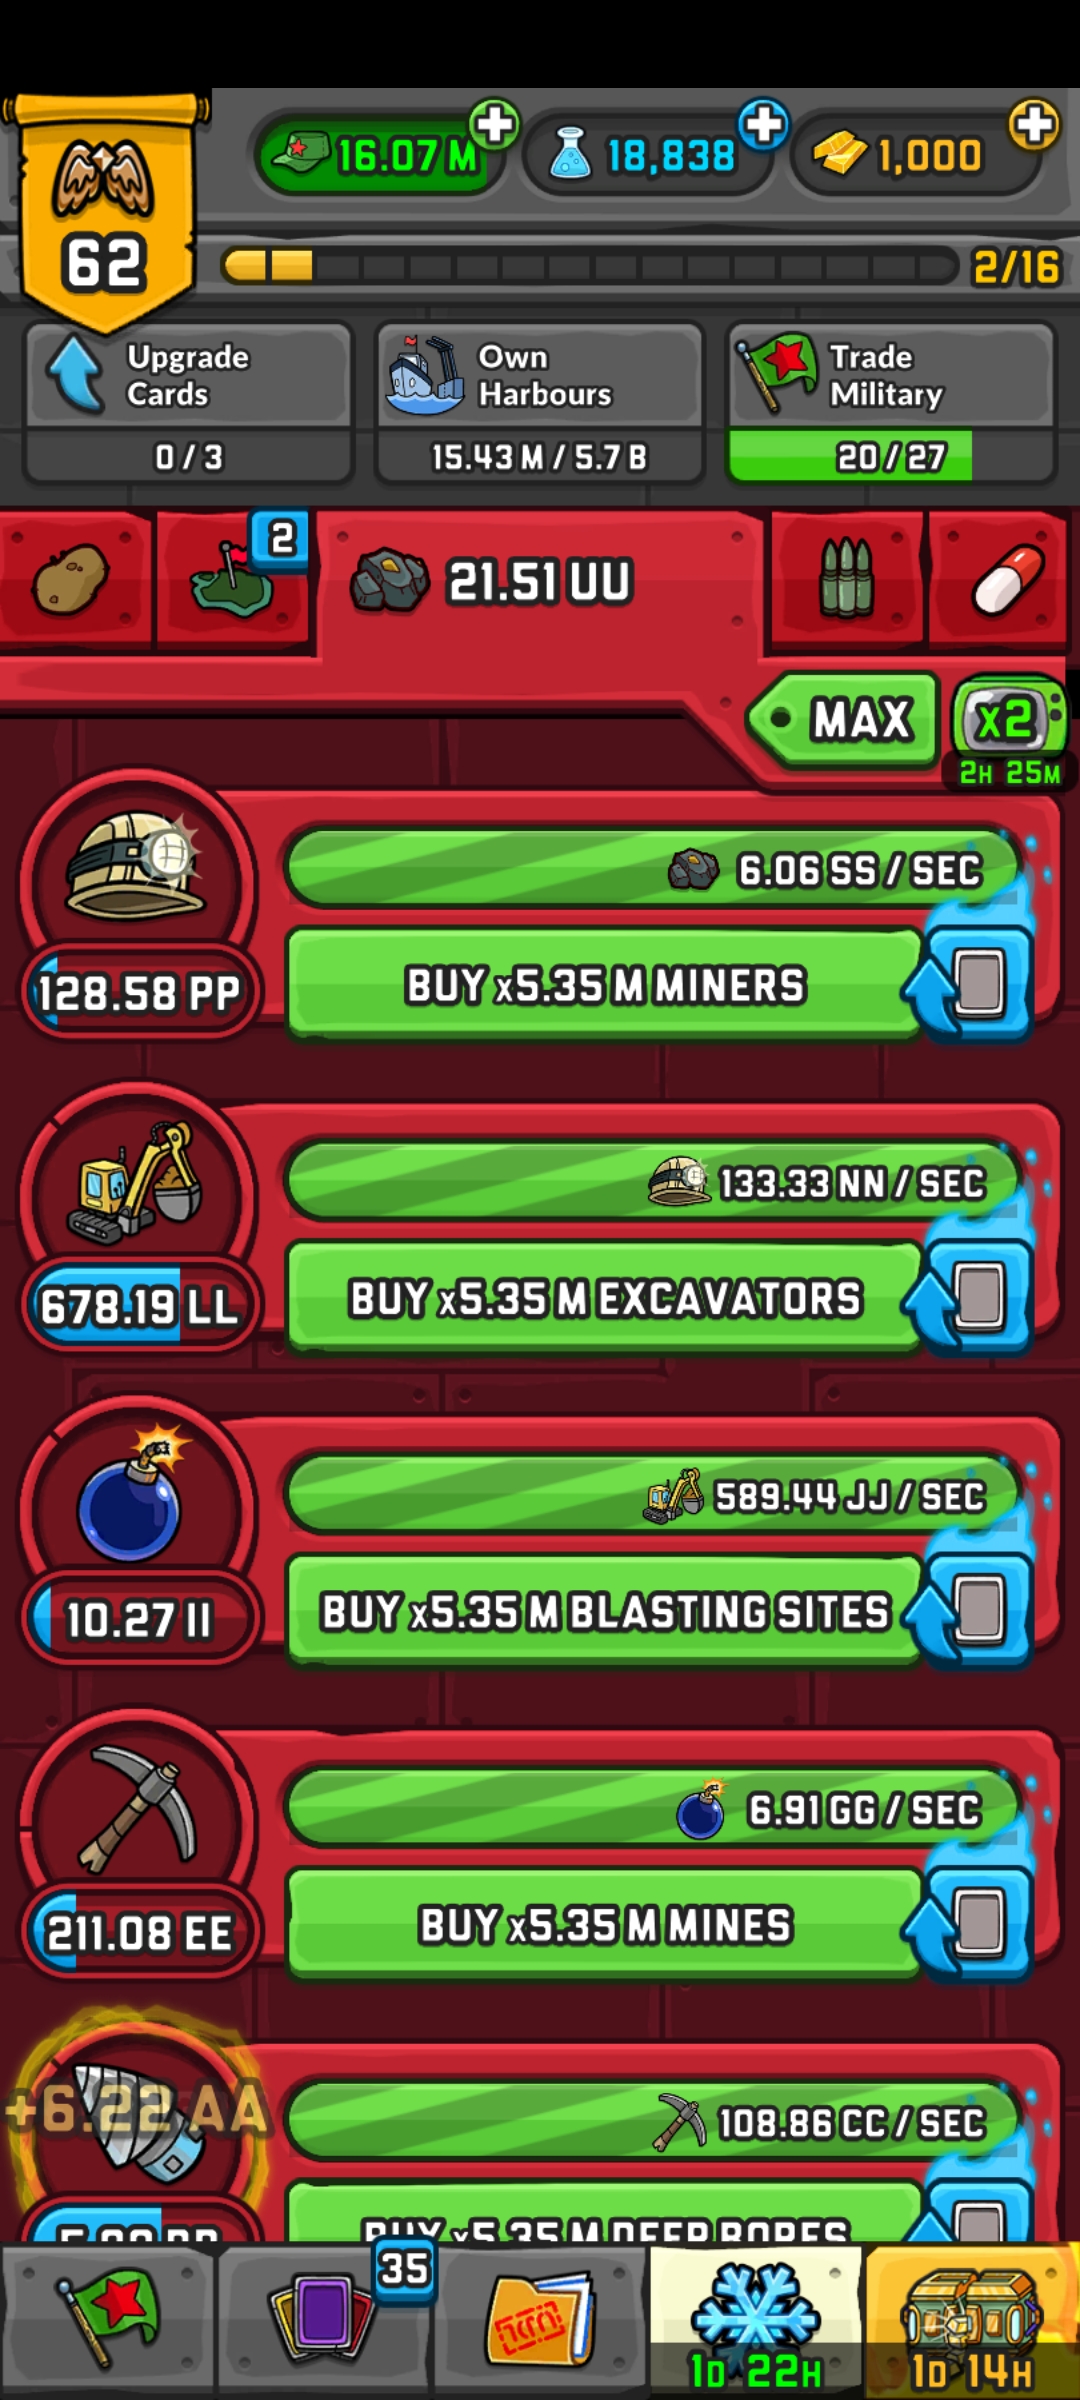 62
16.07 M
18,838
1,000
2/16
Upgrade Cards
0 / 3
Own Harbours
15.43 M / 5.7 B
Trade Military
20 / 27
2
21.51 UU
MAX
x2
2H 25M
6.06 SS / SEC
128.58 PP
BUY x5.35 M MINERS
133.33 NN / SEC
678.19 LL
BUY x5.35 M EXCAVATORS
589.44 JJ / SEC
10.27 II
BUY x5.35 M BLASTING SITES
6.91 GG / SEC
211.08 EE
BUY x5.35 M MINES
+6.22 AA
108.86 CC / SEC
BUY x5.35 M DEEP BORES
35
1D 22H
1D 14H